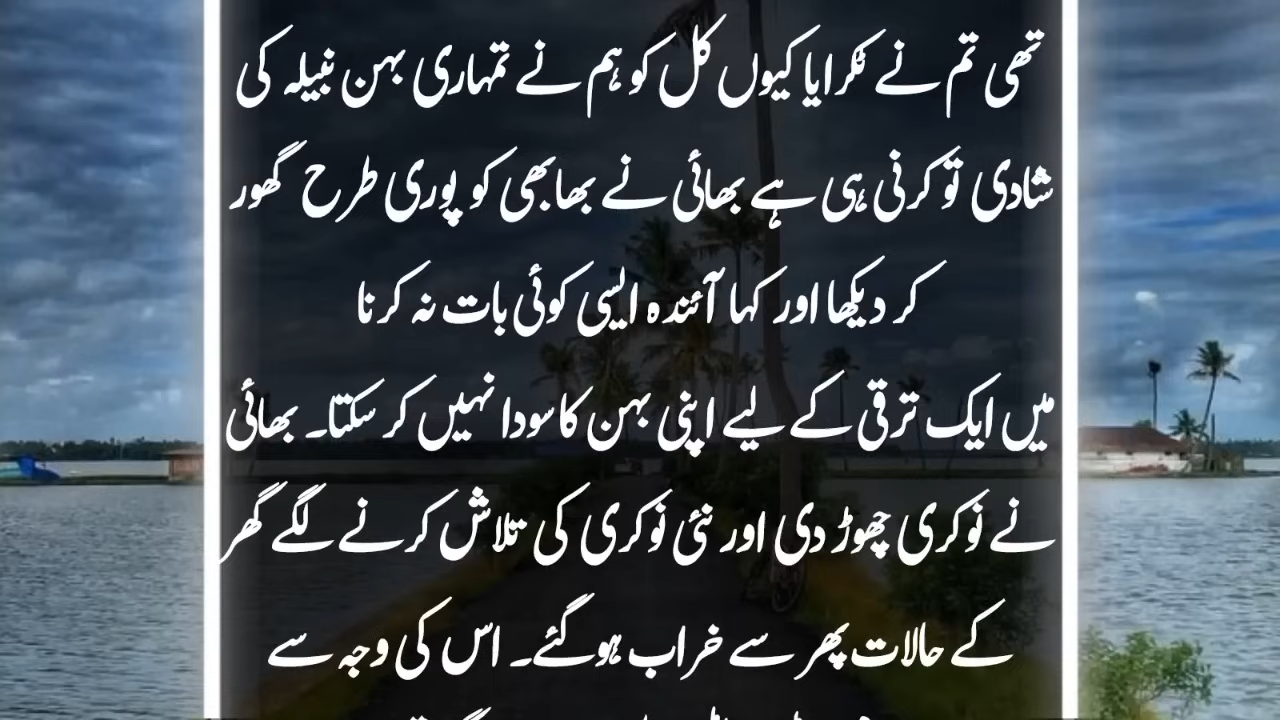 تھی تم نے ٹکرایا کیوں کل کو ہم نے تمہاری بہن نبیلہ کی
شادی تو کرنی ہی ہے بھائی نے بھابھی کو پوری طرح گھور
کر دیکھا اور کہا آئندہ ایسی کوئی بات نہ کرنا
میں ایک ترقی کے لیے اپنی بہن کا سودا نہیں کر سکتا۔ بھائی
نے نوکری چھوڑ دی اور نئی نوکری کی تلاش کرنے لگے گھر
کے حالات پھر سے خراب ہوگئے۔ اس کی وجہ سے